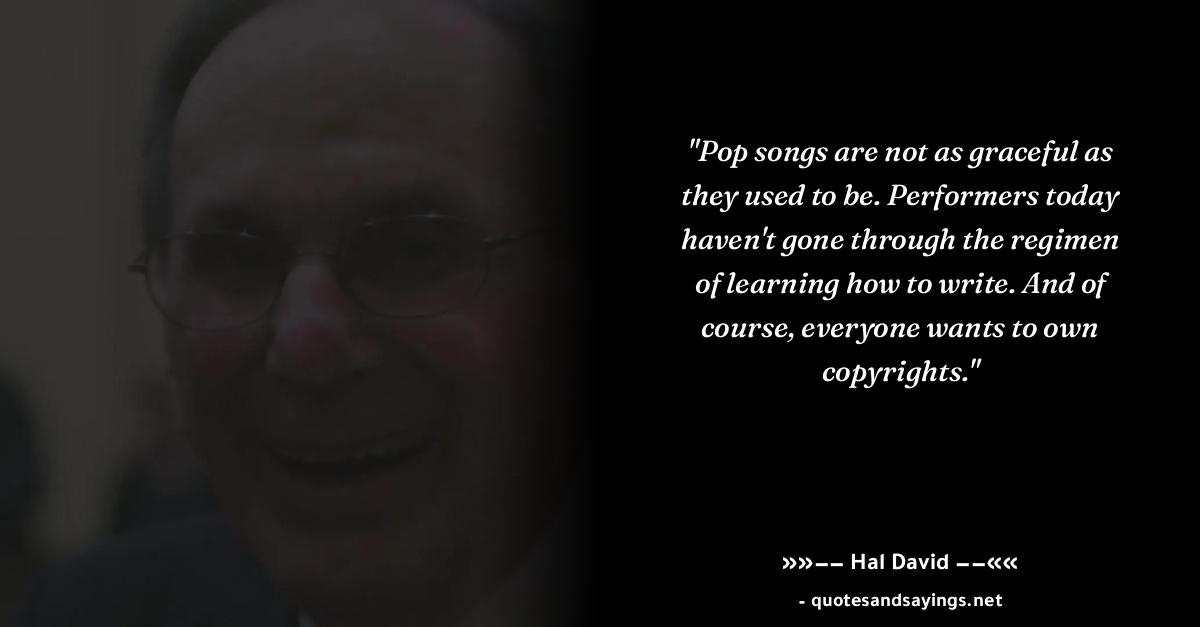 "Pop songs are not as graceful as
they used to be. Performers today
haven't gone through the regimen
of learning how to write. And of
course, everyone wants to own
copyrights."
»»–– Hal David ––««
- quotesandsayings.net